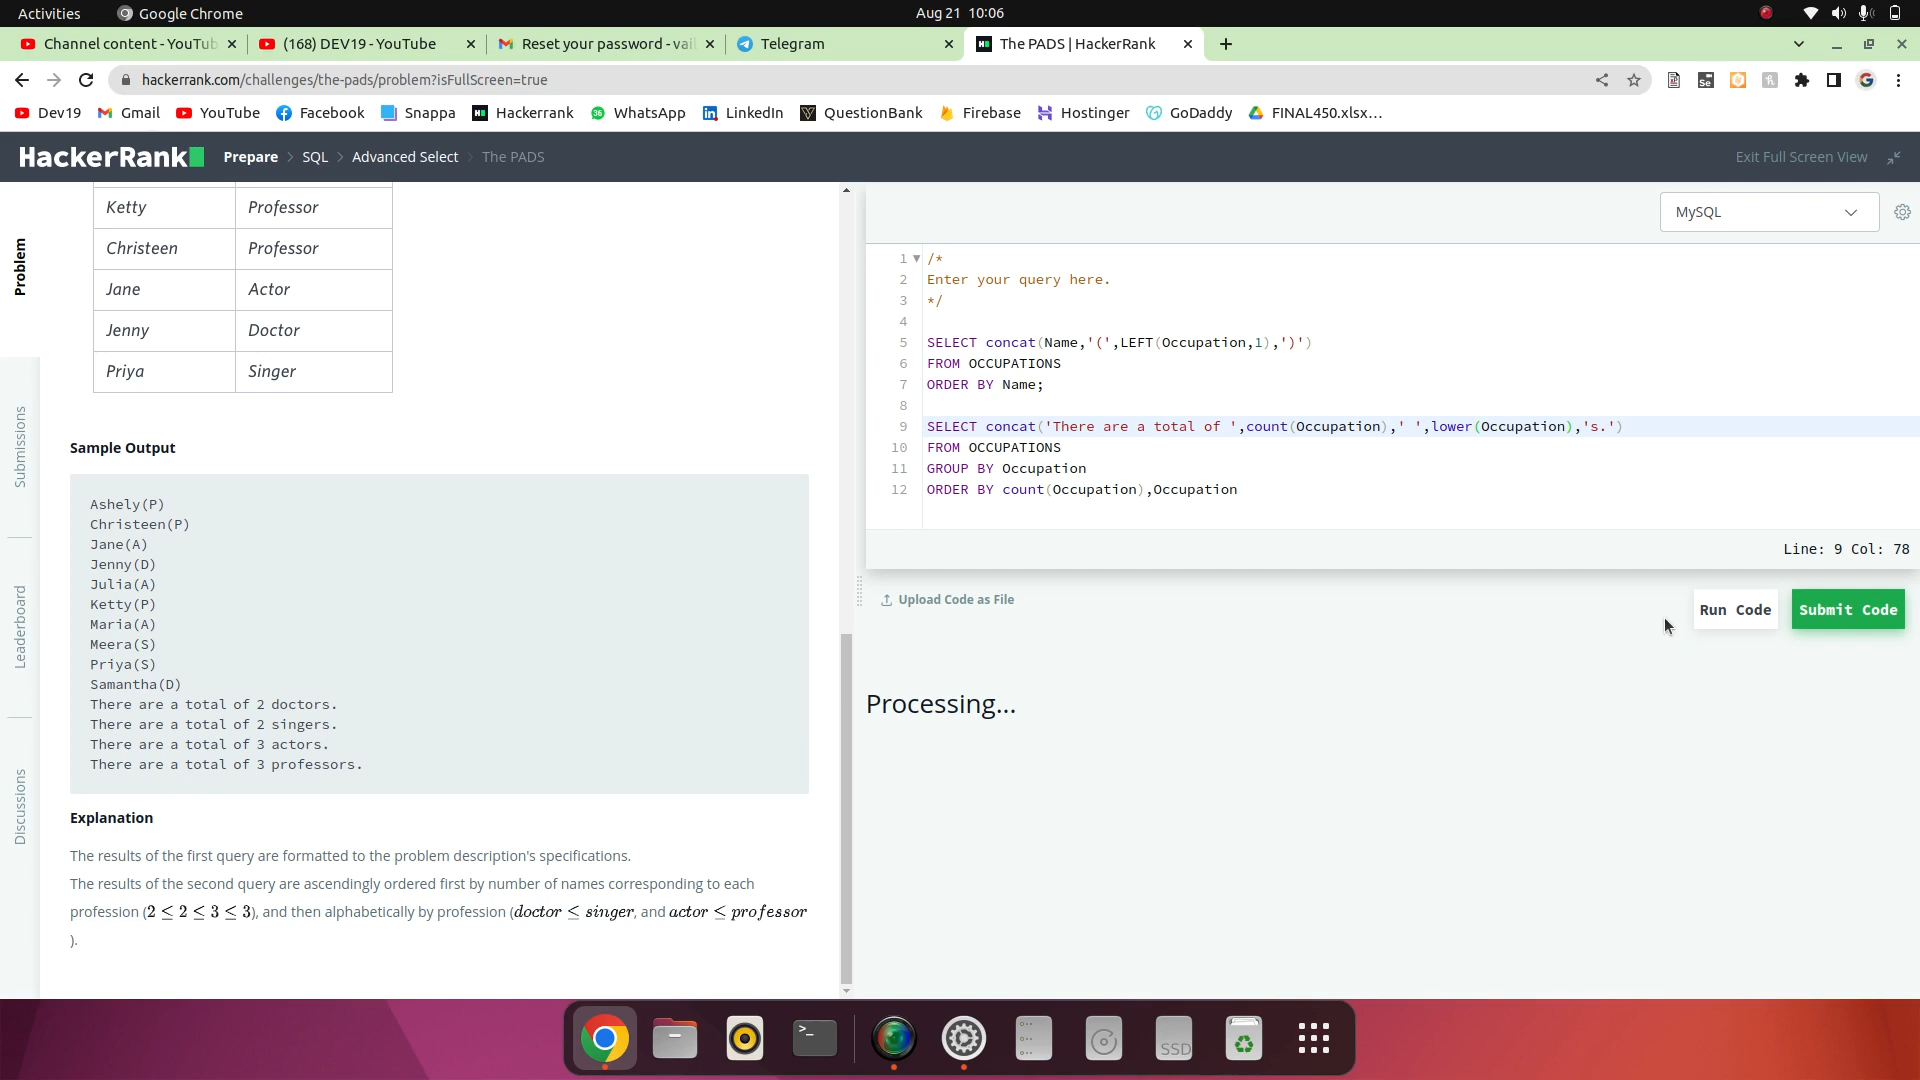 Activities
Google Chrome
Aug 21 10:06
Channel content - YouTub
(168) DEV19 - YouTube
Reset your password - vail
Telegram
The PADS | HackerRank
hackerrank.com/challenges/the-pads/problem?isFullScreen=true
Dev19
Gmail
YouTube
Facebook
Snappa
Hackerrank
WhatsApp
LinkedIn
QuestionBank
Firebase
Hostinger
GoDaddy
FINAL450.xlsx...
HackerRank
Prepare > SQL > Advanced Select > The PADS
Exit Full Screen View
Problem
Submissions
Leaderboard
Discussions
Ketty Professor
Christeen Professor
Jane Actor
Jenny Doctor
Priya Singer
Sample Output
Ashely(P)
Christeen(P)
Jane(A)
Jenny(D)
Julia(A)
Ketty(P)
Maria(A)
Meera(S)
Priya(S)
Samantha(D)
There are a total of 2 doctors.
There are a total of 2 singers.
There are a total of 3 actors.
There are a total of 3 professors.
Explanation
The results of the first query are formatted to the problem description's specifications.
The results of the second query are ascendingly ordered first by number of names corresponding to each
profession (2 ≤ 2 ≤ 3 ≤ 3), and then alphabetically by profession (doctor ≤ singer, and actor ≤ professor
).
MySQL
1 /*
2 Enter your query here.
3 */
4
5 SELECT concat(Name,'(',LEFT(Occupation,1),')')
6 FROM OCCUPATIONS
7 ORDER BY Name;
8
9 SELECT concat('There are a total of ',count(Occupation),' ',lower(Occupation),'s.')
10 FROM OCCUPATIONS
11 GROUP BY Occupation
12 ORDER BY count(Occupation),Occupation
Line: 9 Col: 78
Upload Code as File
Run Code
Submit Code
Processing...
SSD